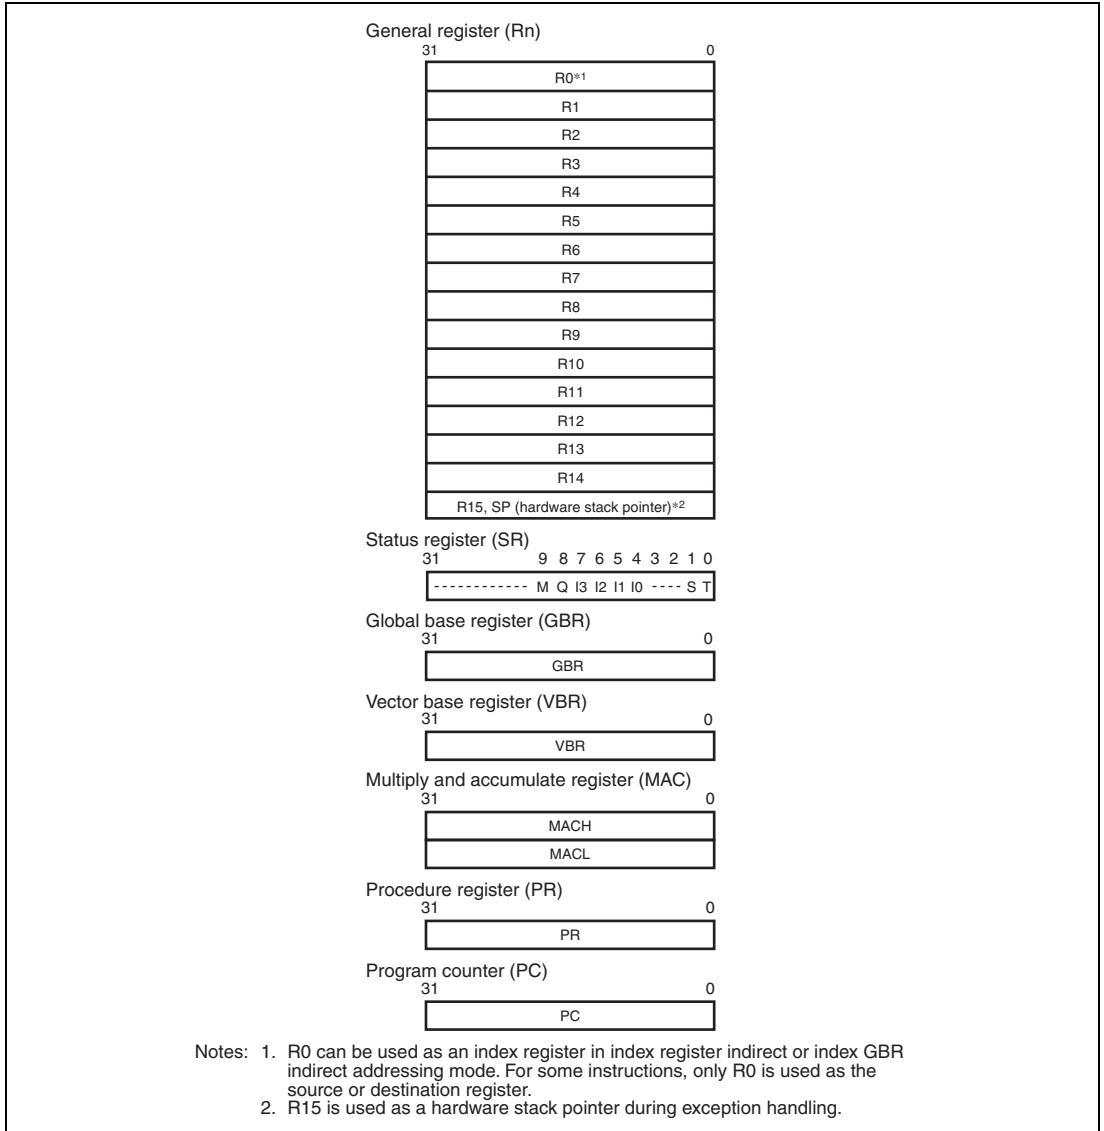 General register (Rn)
31 0
R0*1
R1
R2
R3
R4
R5
R6
R7
R8
R9
R10
R11
R12
R13
R14
R15, SP (hardware stack pointer)*2
Status register (SR)
31 9 8 7 6 5 4 3 2 1 0
------------ M Q I3 I2 I1 I0 ---- S T
Global base register (GBR)
31 0
GBR
Vector base register (VBR)
31 0
VBR
Multiply and accumulate register (MAC)
31 0
MACH
MACL
Procedure register (PR)
31 0
PR
Program counter (PC)
31 0
PC
Notes: 1. R0 can be used as an index register in index register indirect or index GBR
indirect addressing mode. For some instructions, only R0 is used as the
source or destination register.
2. R15 is used as a hardware stack pointer during exception handling.